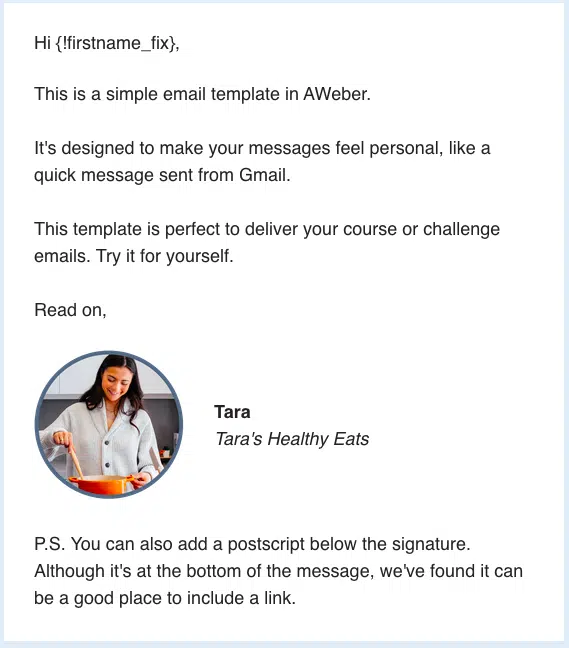 Hi {!firstname_fix},
This is a simple email template in AWeber.
It's designed to make your messages feel personal, like a
quick message sent from Gmail.
This template is perfect to deliver your course or challenge
emails. Try it for yourself.
Read on,
Tara
Tara's Healthy Eats
P.S. You can also add a postscript below the signature.
Although it's at the bottom of the message, we've found it can
be a good place to include a link.